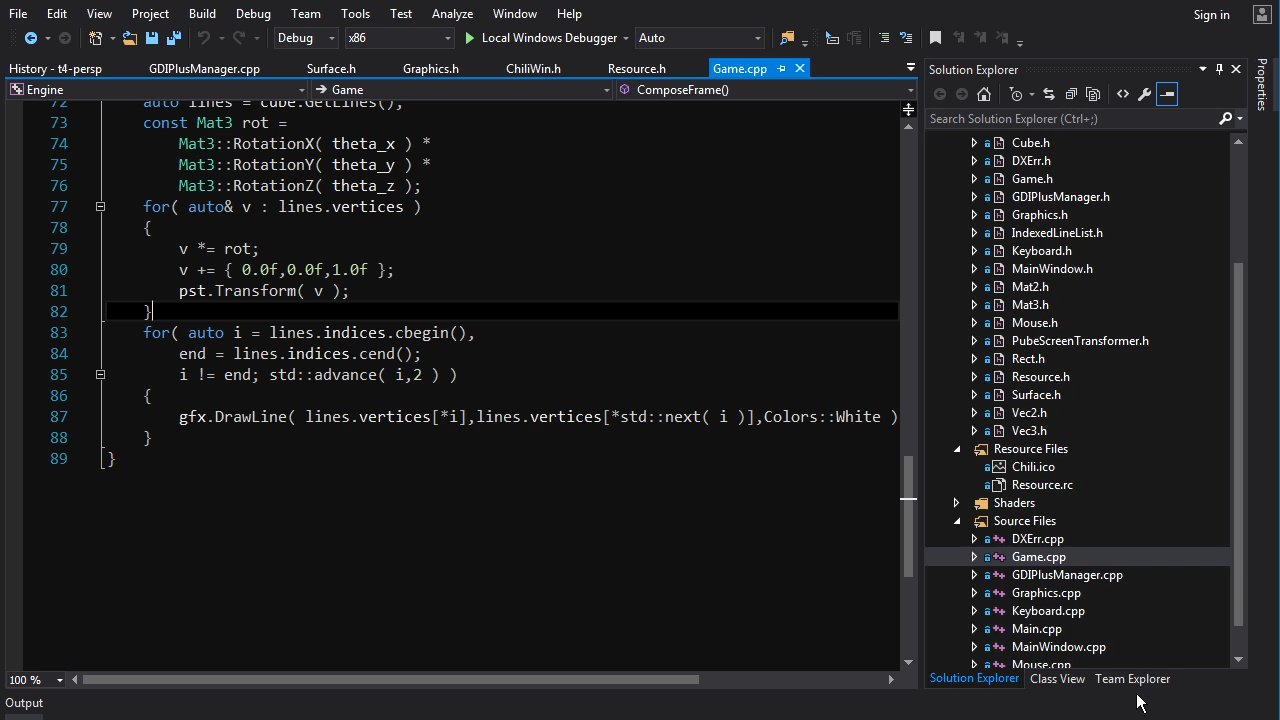 File Edit View Project Build Debug Team Tools Test Analyze Window Help Sign in
Debug x86 Local Windows Debugger Auto
History - t4-persp GDIPlusManager.cpp Surface.h Graphics.h ChiliWin.h Resource.h Game.cpp
Engine Game ComposeFrame()
72 auto lines = cube.GetLines();
73 const Mat3 rot =
74 Mat3::RotationX( theta_x ) *
75 Mat3::RotationY( theta_y ) *
76 Mat3::RotationZ( theta_z );
77 for( auto& v : lines.vertices )
78 {
79 v *= rot;
80 v += { 0.0f,0.0f,1.0f };
81 pst.Transform( v );
82 }
83 for( auto i = lines.indices.cbegin(),
84 end = lines.indices.cend();
85 i != end; std::advance( i,2 ) )
86 {
87 gfx.DrawLine( lines.vertices[*i],lines.vertices[*std::next( i )],Colors::White )
88 }
89 }
100 %
Output
Solution Explorer
Search Solution Explorer (Ctrl+;)
Cube.h
DXErr.h
Game.h
GDIPlusManager.h
Graphics.h
IndexedLineList.h
Keyboard.h
MainWindow.h
Mat2.h
Mat3.h
Mouse.h
PubeScreenTransformer.h
Rect.h
Resource.h
Surface.h
Vec2.h
Vec3.h
Resource Files
Chili.ico
Resource.rc
Shaders
Source Files
DXErr.cpp
Game.cpp
GDIPlusManager.cpp
Graphics.cpp
Keyboard.cpp
Main.cpp
MainWindow.cpp
Mouse.cpp
Solution Explorer Class View Team Explorer
Properties